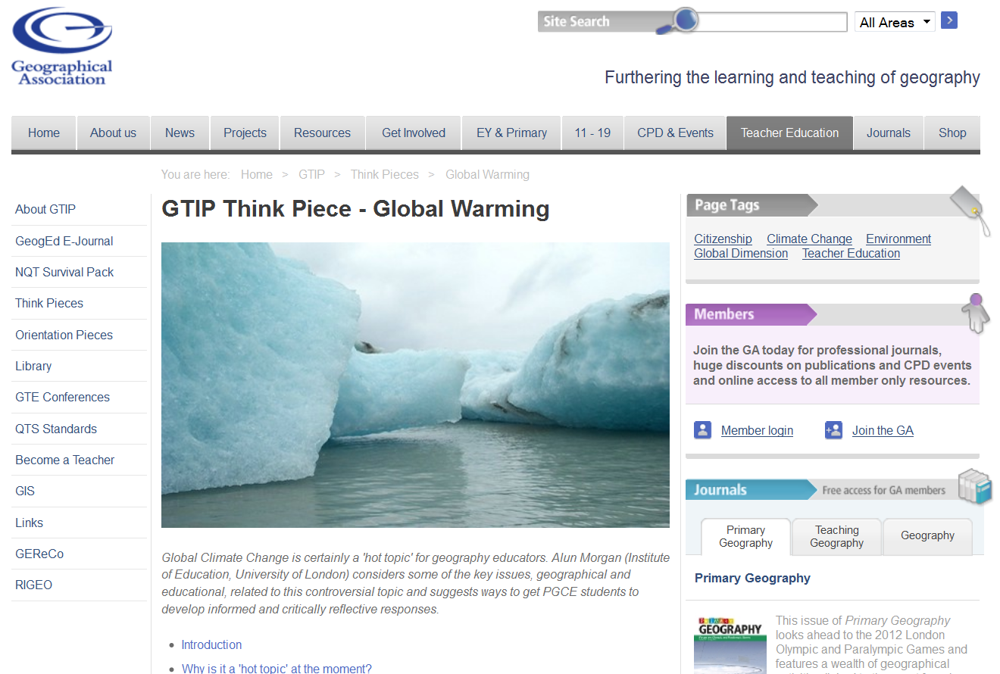 Geographical
Association
Site Search
All Areas
Furthering the learning and teaching of geography
Home
About us
News
Projects
Resources
Get Involved
EY & Primary
11 - 19
CPD & Events
Teacher Education
Journals
Shop
You are here: Home > GTIP > Think Pieces > Global Warming
About GTIP
GeogEd E-Journal
NQT Survival Pack
Think Pieces
Orientation Pieces
Library
GTE Conferences
QTS Standards
Become a Teacher
GIS
Links
GEReCo
RIGEO
GTIP Think Piece - Global Warming
Global Climate Change is certainly a 'hot topic' for geography educators. Alun Morgan (Institute
of Education, University of London) considers some of the key issues, geographical and
educational, related to this controversial topic and suggests ways to get PGCE students to
develop informed and critically reflective responses.
• Introduction
• Why is it a 'hot topic' at the moment?
Page Tags
Citizenship Climate Change Environment
Global Dimension Teacher Education
Members
Join the GA today for professional journals,
huge discounts on publications and CPD events
and online access to all member only resources.
Member login
Join the GA
Journals
Free access for GA members
Primary
Geography
Teaching
Geography
Geography
Primary Geography
GEOGRAPHY
This issue of Primary Geography
looks ahead to the 2012 London
Olympic and Paralympic Games and
features a wealth of geographical